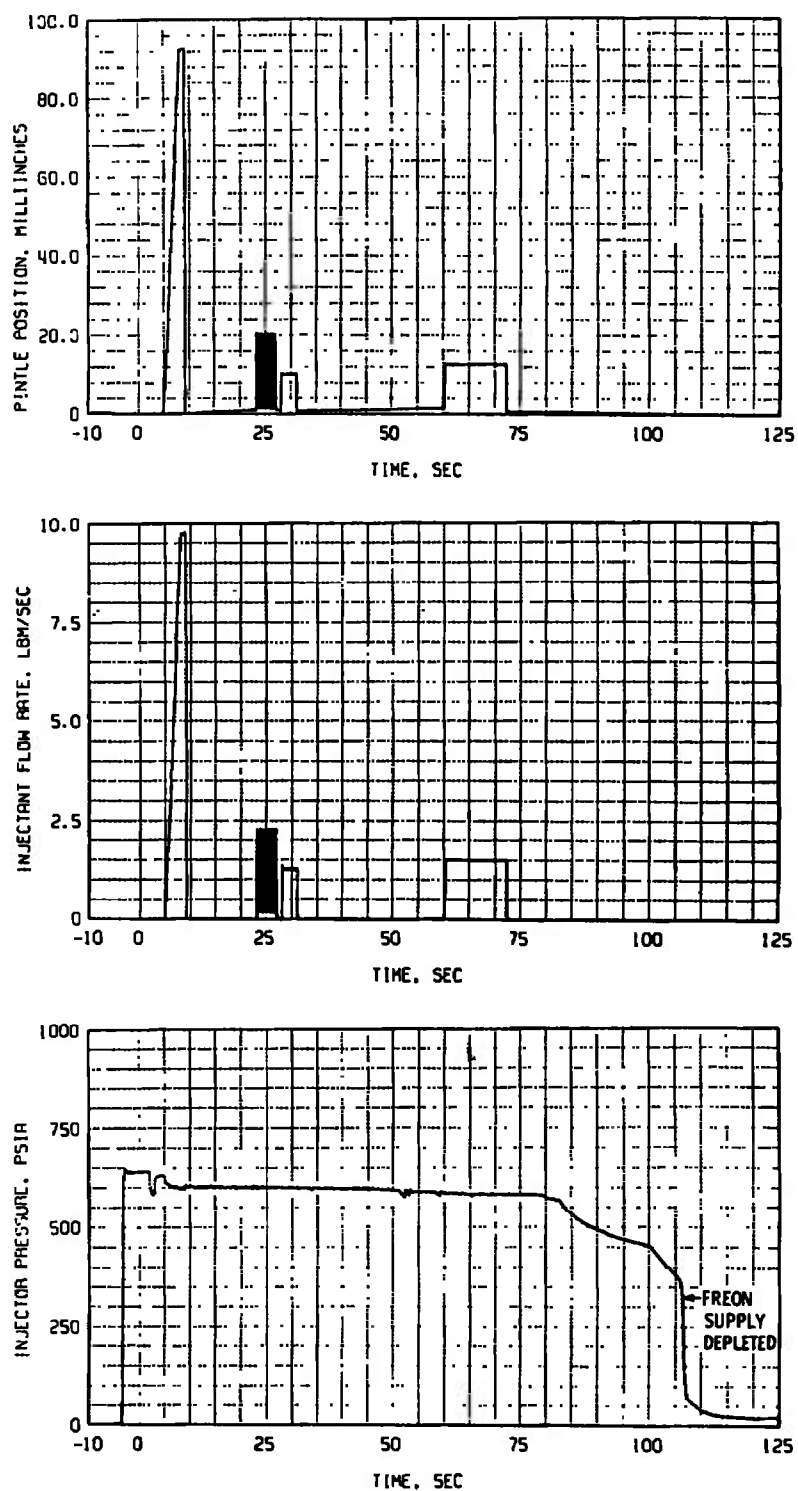 100.0
80.0
60.0
40.0
20.0
0
PINTLE POSITION, MILLIINCHES
-10 0 25 50 75 100 125
TIME, SEC
10.0
7.5
5.0
2.5
0
INJECTANT FLOW RATE, LBM/SEC
-10 0 25 50 75 100 125
TIME, SEC
1000
750
500
250
0
INJECTOR PRESSURE, PSIA
FREON
SUPPLY
DEPLETED
-10 0 25 50 75 100 125
TIME, SEC